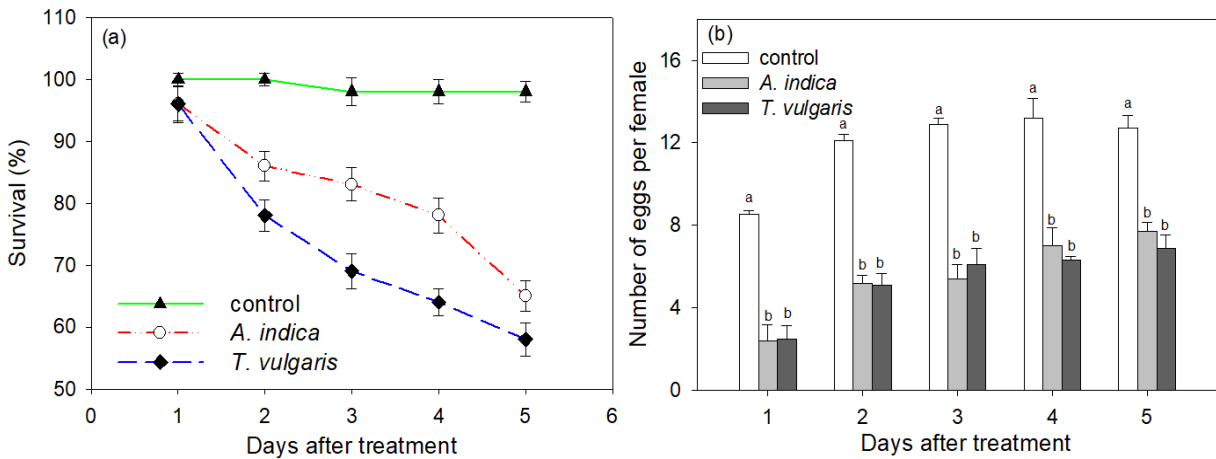 (a)
110
100
90
80
70
60
50
Survival (%)
control
A. indica
T. vulgaris
0 1 2 3 4 5 6
Days after treatment
(b)
16
12
8
4
0
Number of eggs per female
control
A. indica
T. vulgaris
a a a a a
b b b b b b b b b b
1 2 3 4 5
Days after treatment